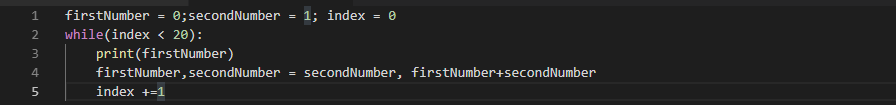 1 firstNumber = 0;secondNumber = 1; index = 0
2 while(index < 20):
3     print(firstNumber)
4     firstNumber,secondNumber = secondNumber, firstNumber+secondNumber
5     index +=1